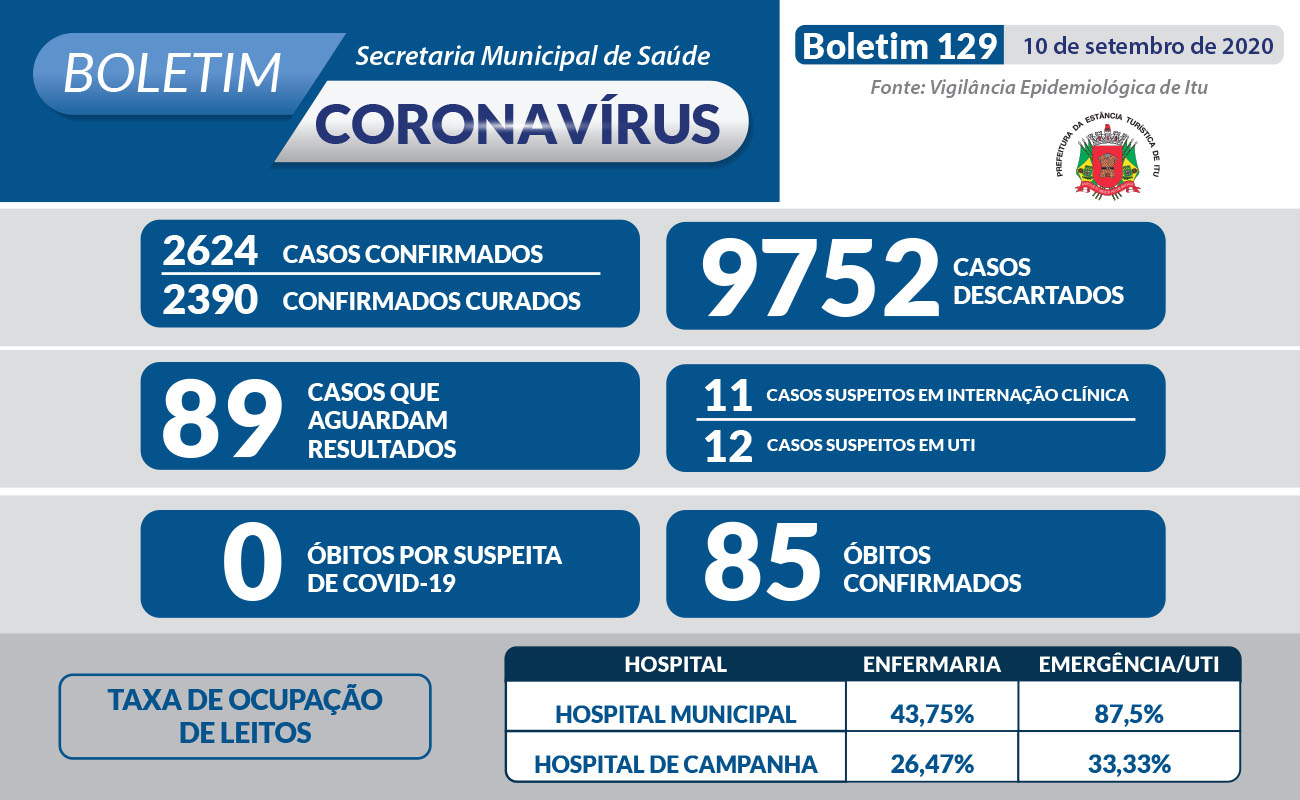 BOLETIM
Secretaria Municipal de Saúde
CORONAVÍRUS
Boletim 129
10 de setembro de 2020
Fonte: Vigilância Epidemiológica de Itu
PREFEITURA DA ESTÂNCIA TURÍSTICA DE ITU
2624 CASOS CONFIRMADOS
2390 CONFIRMADOS CURADOS
9752 CASOS
DESCARTADOS
89 CASOS QUE
AGUARDAM
RESULTADOS
11 CASOS SUSPEITOS EM INTERNAÇÃO CLÍNICA
12 CASOS SUSPEITOS EM UTI
0 ÓBITOS POR SUSPEITA
DE COVID-19
85 ÓBITOS
CONFIRMADOS
TAXA DE OCUPAÇÃO
DE LEITOS
HOSPITAL ENFERMARIA EMERGÊNCIA/UTI
HOSPITAL MUNICIPAL 43,75% 87,5%
HOSPITAL DE CAMPANHA 26,47% 33,33%